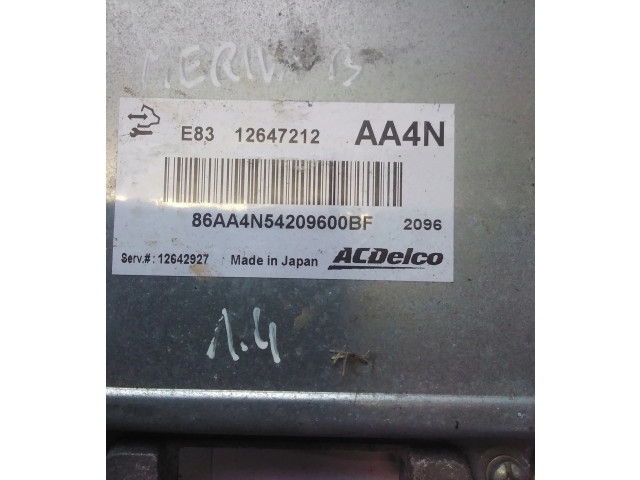 MERIVA B
E83 12647212 AA4N
86AA4N54209600BF 2096
Serv.#: 12642927 Made in Japan ACDelco
1.4